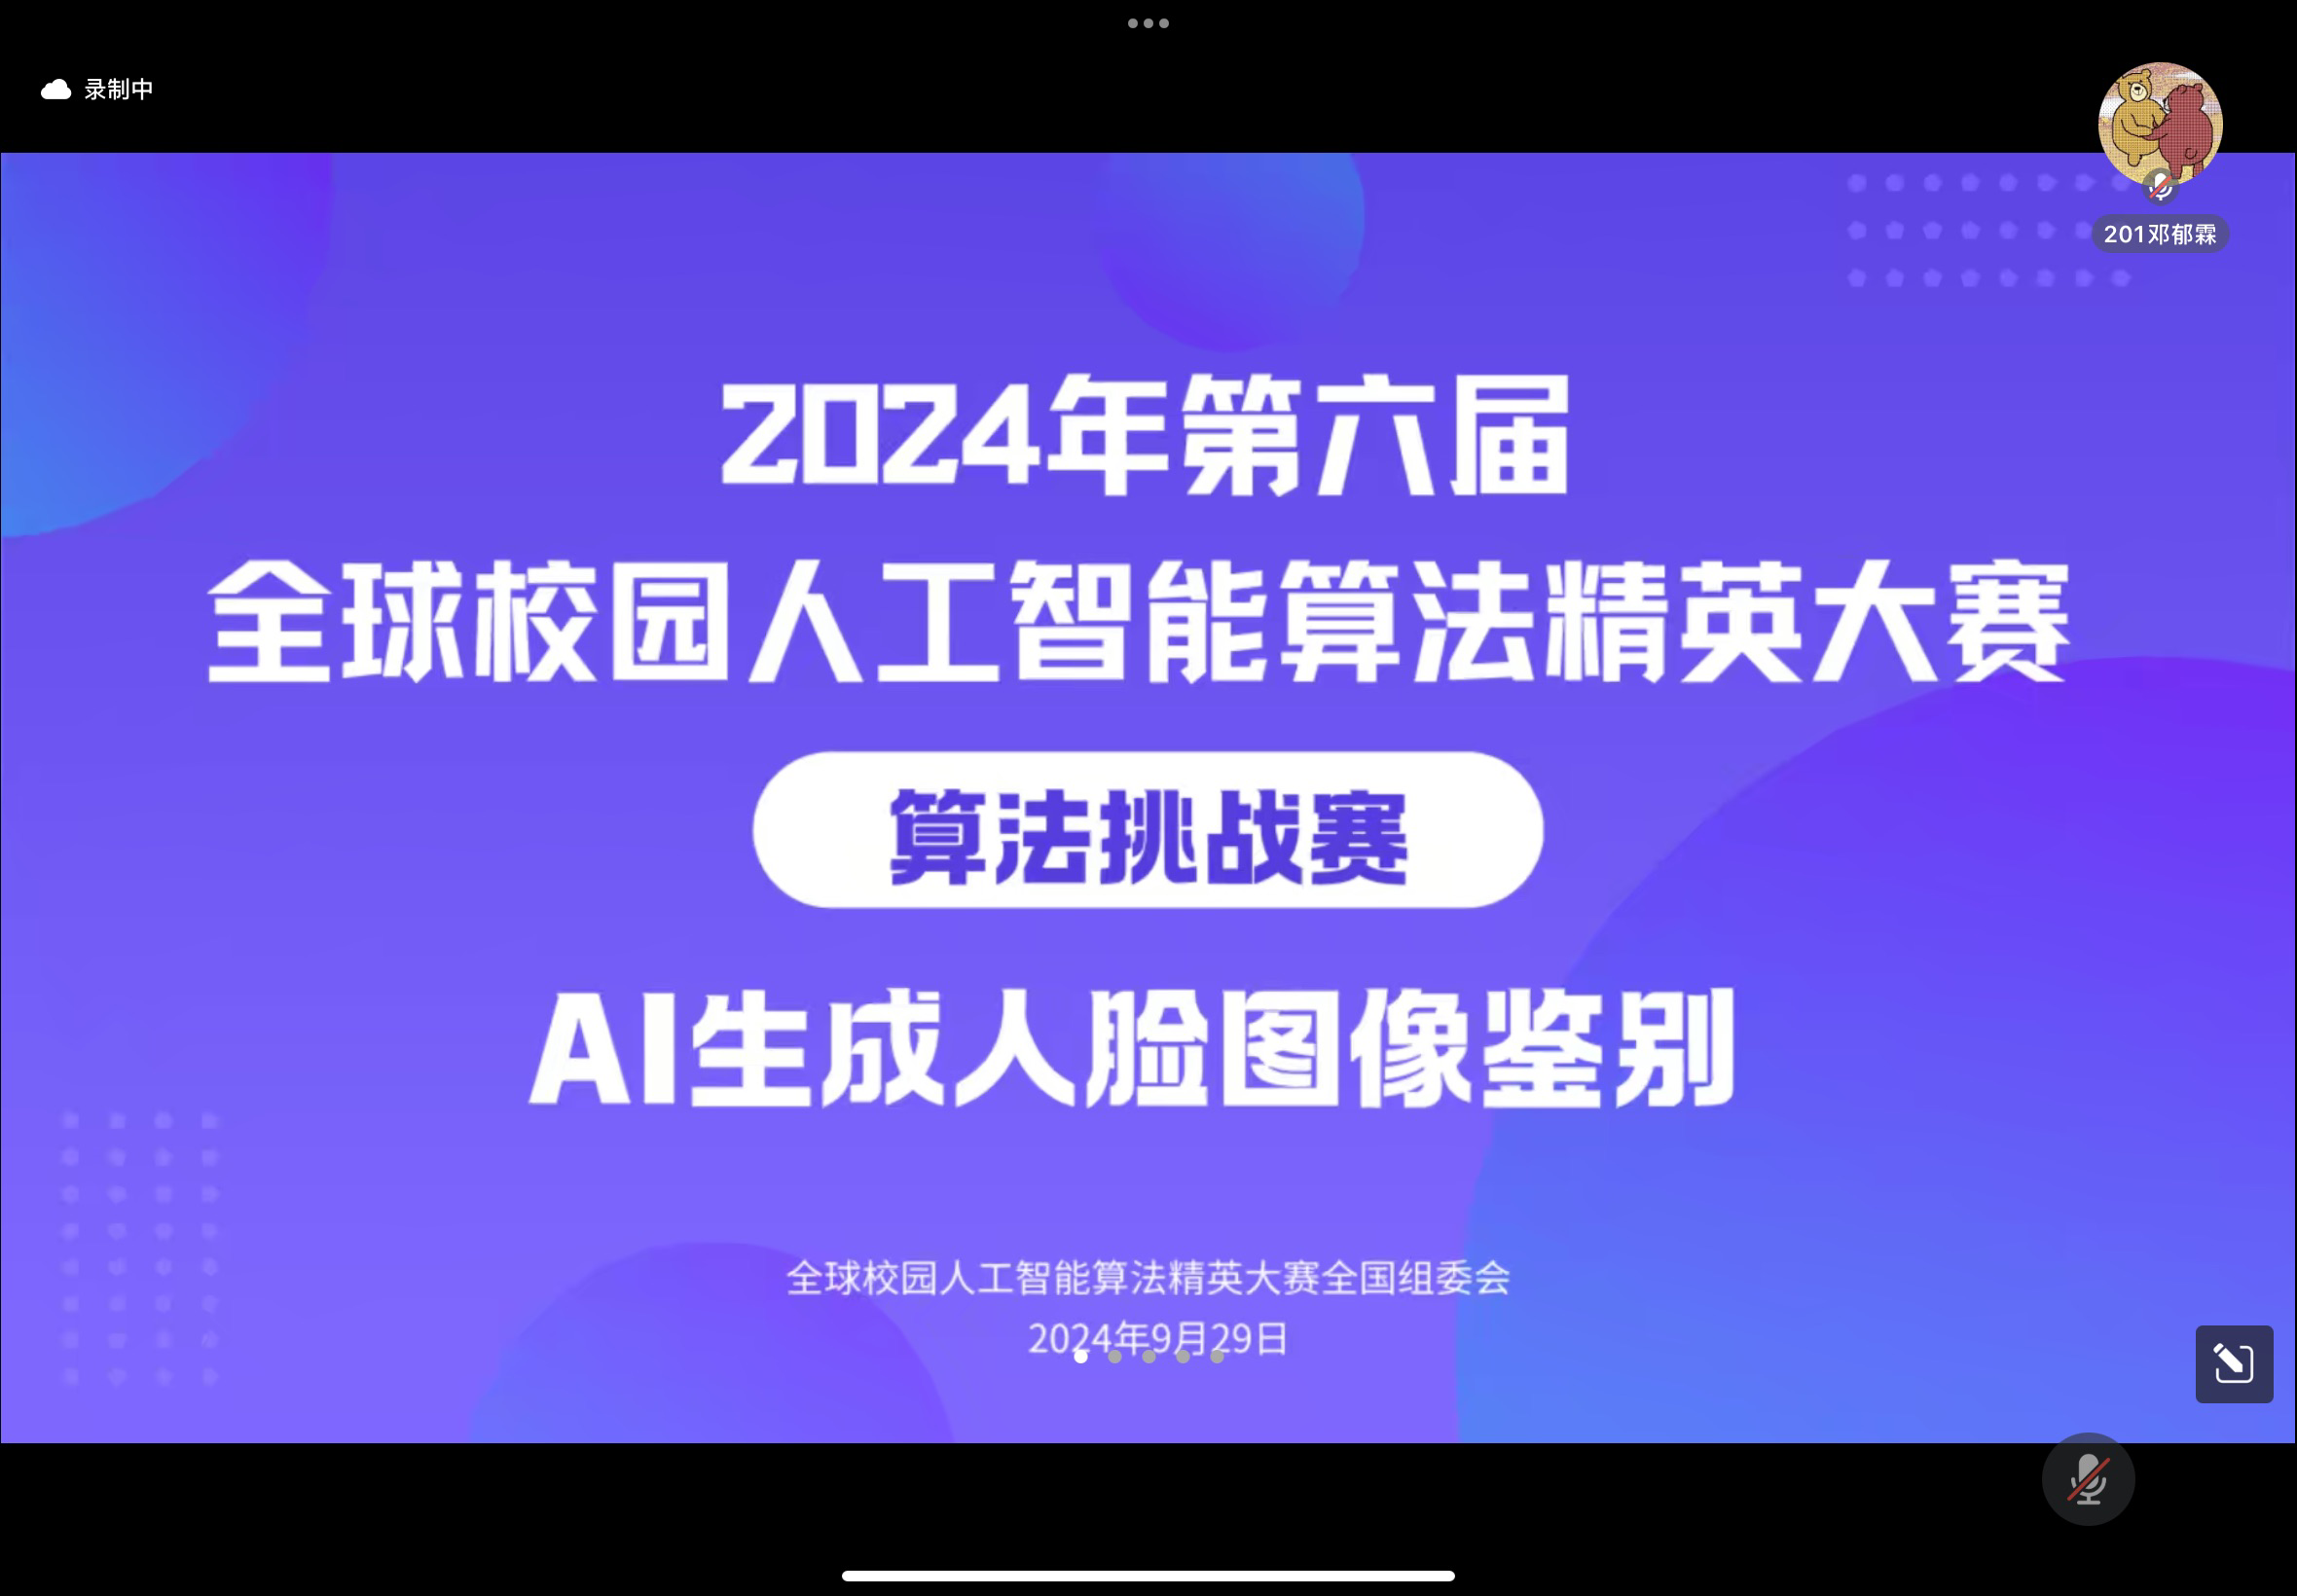 录制中
201邓郁霖
2024年第六届
全球校园人工智能算法精英大赛
算法挑战赛
AI生成人脸图像鉴别
全球校园人工智能算法精英大赛全国组委会
2024年9月29日